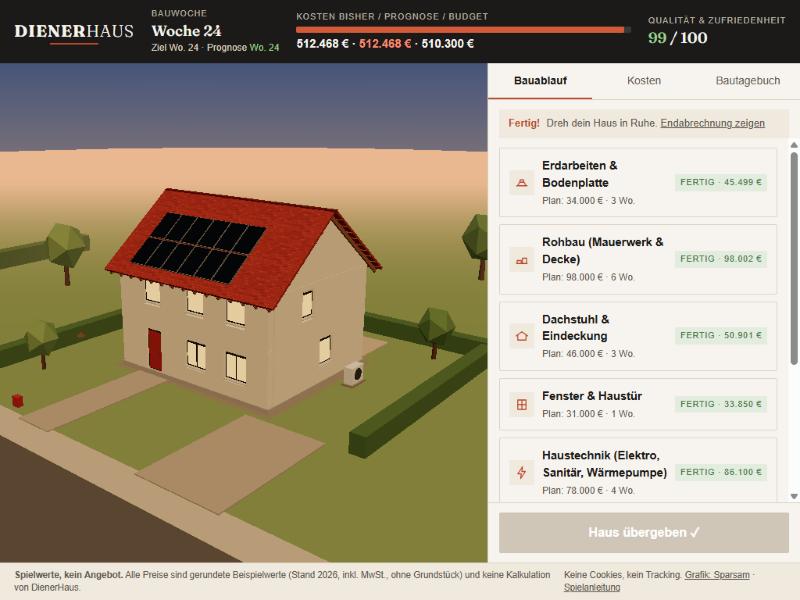 DIENERHAUS
BAUWOCHE
Woche 24
Ziel Wo. 24 · Prognose Wo. 24
KOSTEN BISHER / PROGNOSE / BUDGET
512.468 € · 512.468 € · 510.300 €
QUALITÄT & ZUFRIEDENHEIT
99 / 100
Bauablauf
Kosten
Bautagebuch
Fertig! Dreh dein Haus in Ruhe. Endabrechnung zeigen
Erdarbeiten &
Bodenplatte
Plan: 34.000 € · 3 Wo.
FERTIG · 45.499 €
Rohbau (Mauerwerk &
Decke)
Plan: 98.000 € · 6 Wo.
FERTIG · 98.002 €
Dachstuhl &
Eindeckung
Plan: 46.000 € · 3 Wo.
FERTIG · 50.901 €
Fenster & Haustür
Plan: 31.000 € · 1 Wo.
FERTIG · 33.850 €
Haustechnik (Elektro,
Sanitär, Wärmepumpe)
Plan: 78.000 € · 4 Wo.
FERTIG · 86.100 €
Haus übergeben ✓
Spielwerte, kein Angebot. Alle Preise sind gerundete Beispielwerte (Stand 2026, inkl. MwSt., ohne Grundstück) und keine Kalkulation
von DienerHaus.
Keine Cookies, kein Tracking. Grafik: Sparsam ·
Spielanleitung